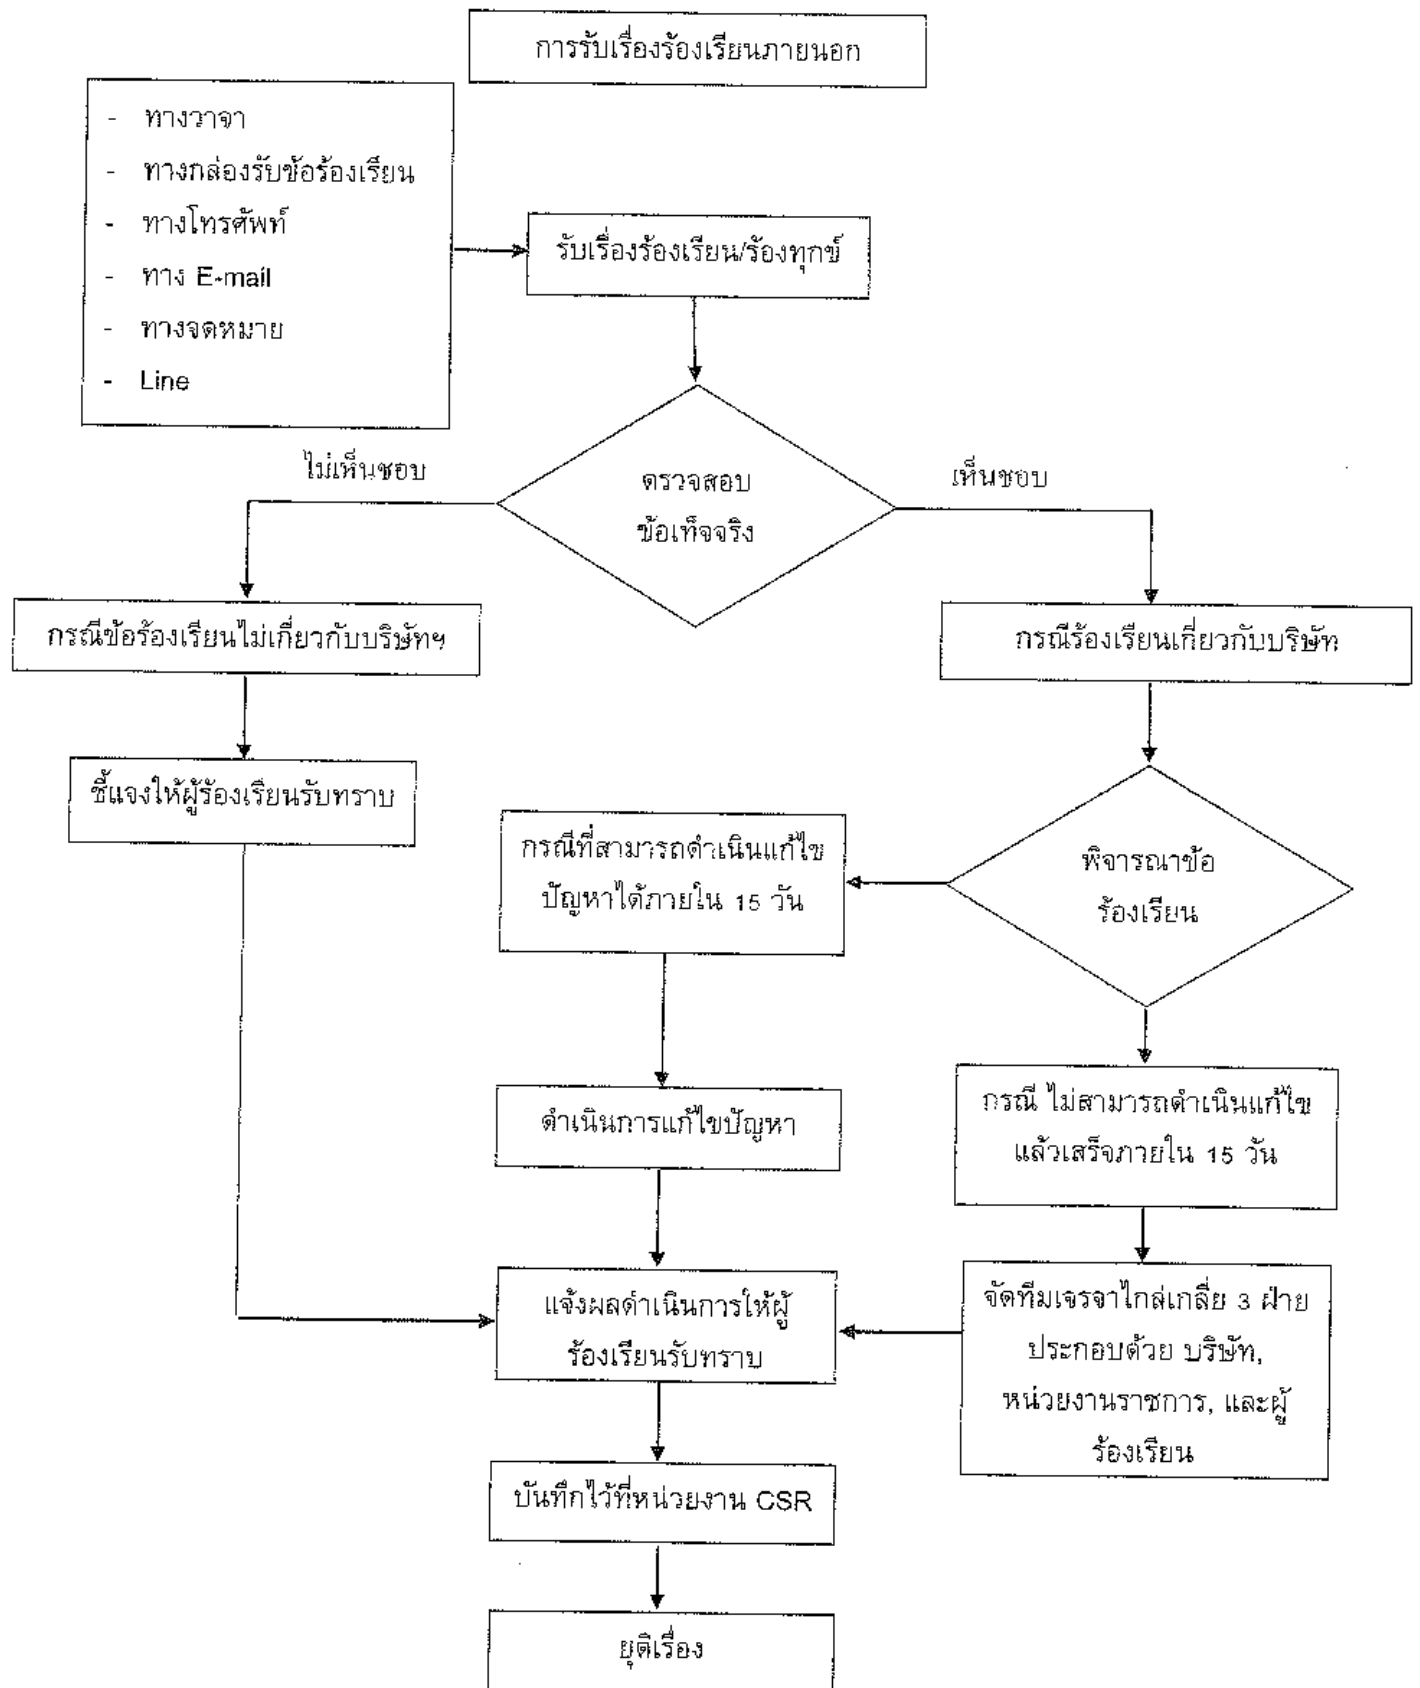 การรับเรื่องร้องเรียนภายนอก
- ทางวาจา
- ทางกล่องรับข้อร้องเรียน
- ทางโทรศัพท์
- ทาง E-mail
- ทางจดหมาย
- Line
รับเรื่องร้องเรียน/ร้องทุกข์
ไม่เห็นชอบ
ตรวจสอบ
ข้อเท็จจริง
เห็นชอบ
กรณีข้อร้องเรียนไม่เกี่ยวกับบริษัทฯ
กรณีร้องเรียนเกี่ยวกับบริษัท
ชี้แจงให้ผู้ร้องเรียนรับทราบ
กรณีที่สามารถดำเนินแก้ไข
ปัญหาได้ภายใน 15 วัน
พิจารณาข้อ
ร้องเรียน
ดำเนินการแก้ไขปัญหา
กรณี ไม่สามารถดำเนินแก้ไข
แล้วเสร็จภายใน 15 วัน
แจ้งผลดำเนินการให้ผู้
ร้องเรียนรับทราบ
จัดทีมเจรจาไกล่เกลี่ย 3 ฝ่าย
ประกอบด้วย บริษัท,
หน่วยงานราชการ, และผู้
ร้องเรียน
บันทึกไว้ที่หน่วยงาน CSR
ยุติเรื่อง